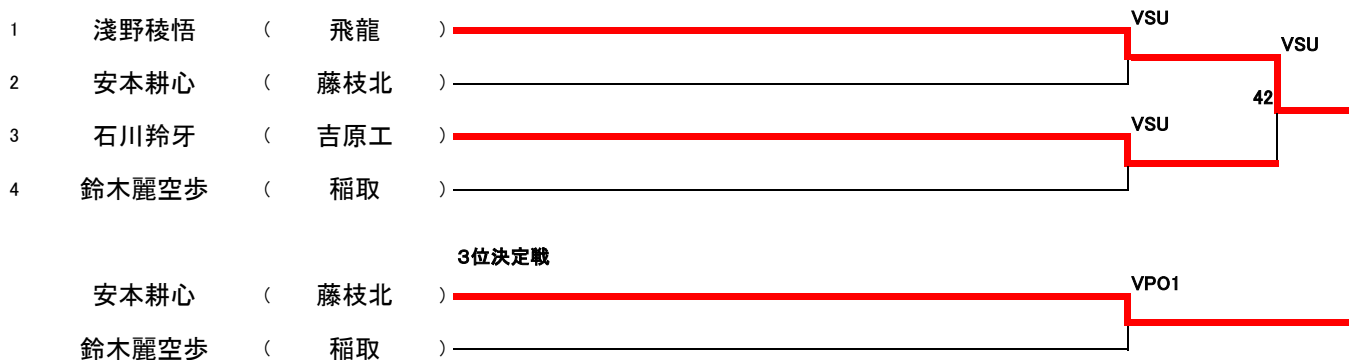 VSU
1 淺野稜悟 ( 飛龍 )
VSU
2 安本耕心 ( 藤枝北 )
42
VSU
3 石川羚牙 ( 吉原工 )
4 鈴木麗空歩 ( 稲取 )
3位決定戦
VPO1
安本耕心 ( 藤枝北 )
鈴木麗空歩 ( 稲取 )